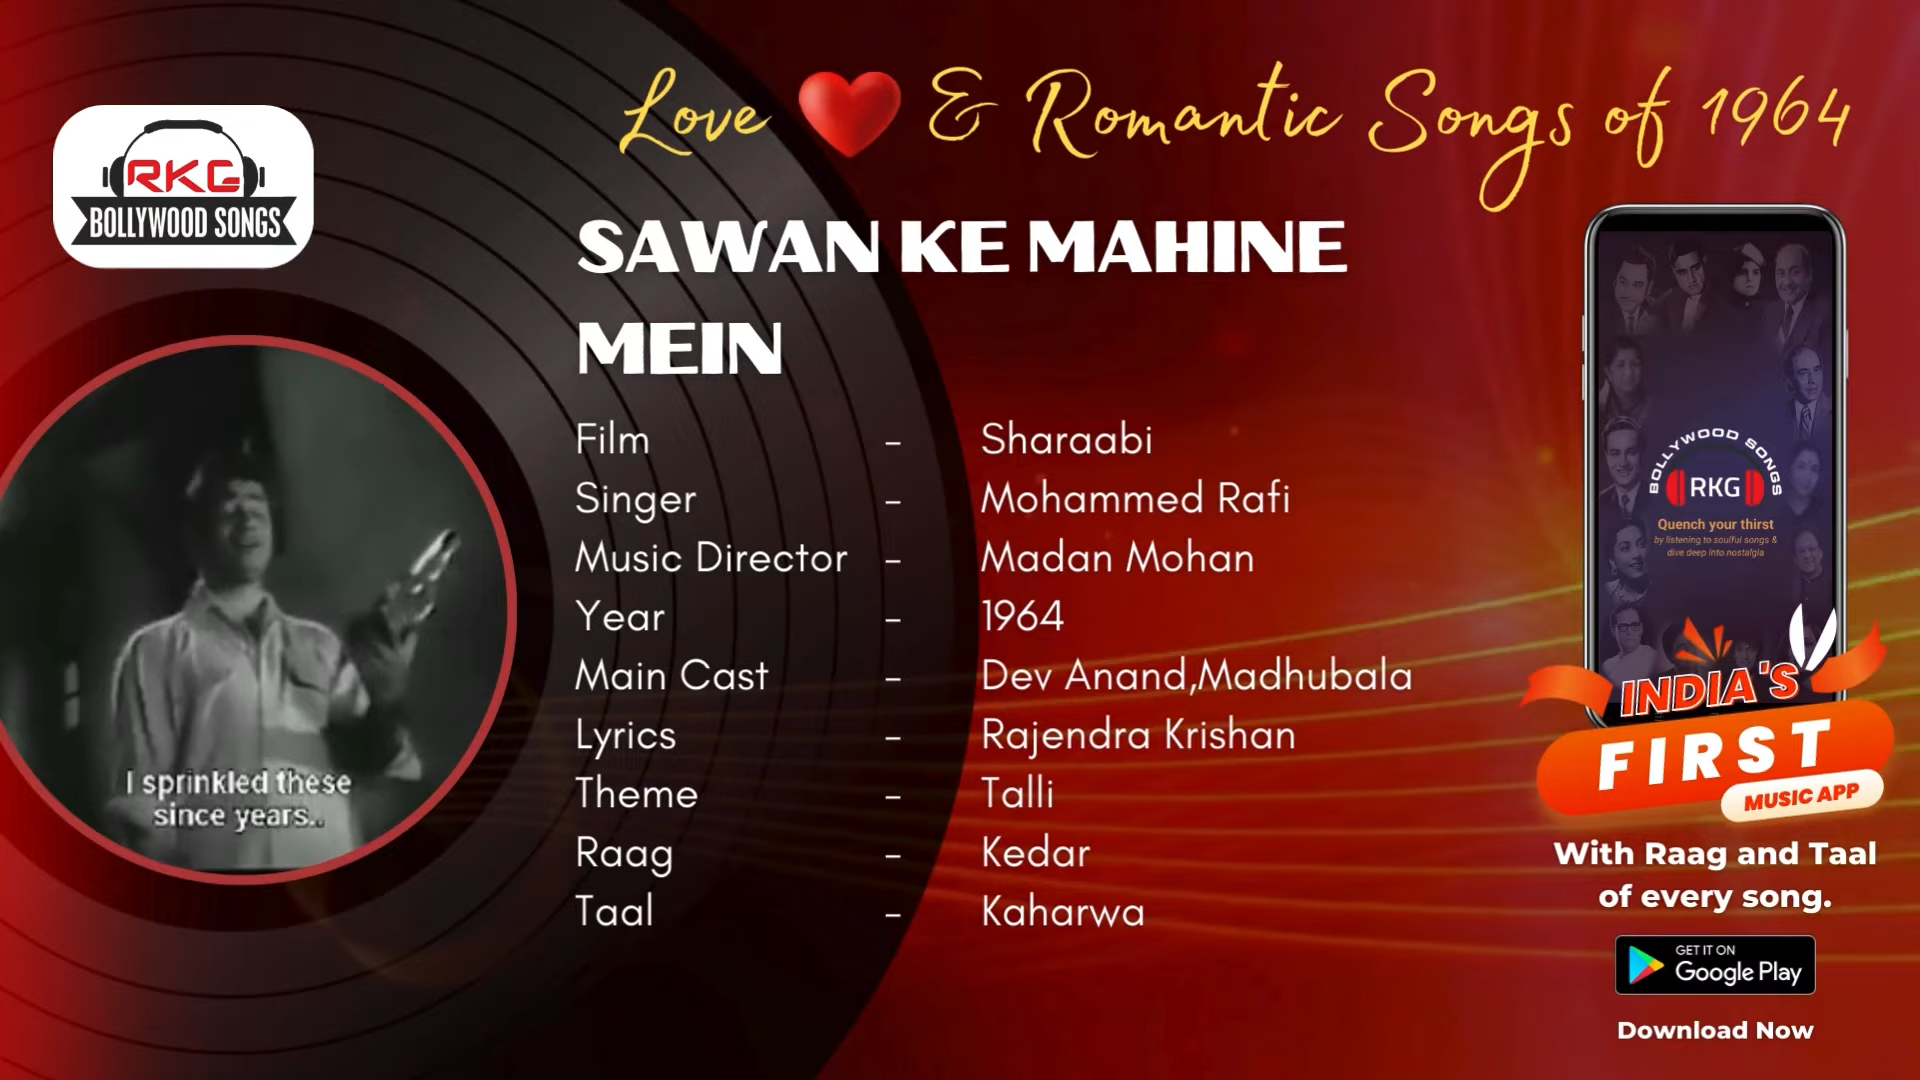 Love ❤ & Romantic Songs of 1964
RKG
BOLLYWOOD SONGS
SAWAN KE MAHINE
MEIN
Film - Sharaabi
Singer - Mohammed Rafi
Music Director - Madan Mohan
Year - 1964
Main Cast - Dev Anand,Madhubala
Lyrics - Rajendra Krishan
Theme - Talli
Raag - Kedar
Taal - Kaharwa
I sprinkled these
since years..
BOLLYWOOD SONGS
RKG
Quench your thirst
by listening to soulful songs &
dive deep into nostalgia
INDIA'S
FIRST
MUSIC APP
With Raag and Taal
of every song.
GET IT ON
Google Play
Download Now